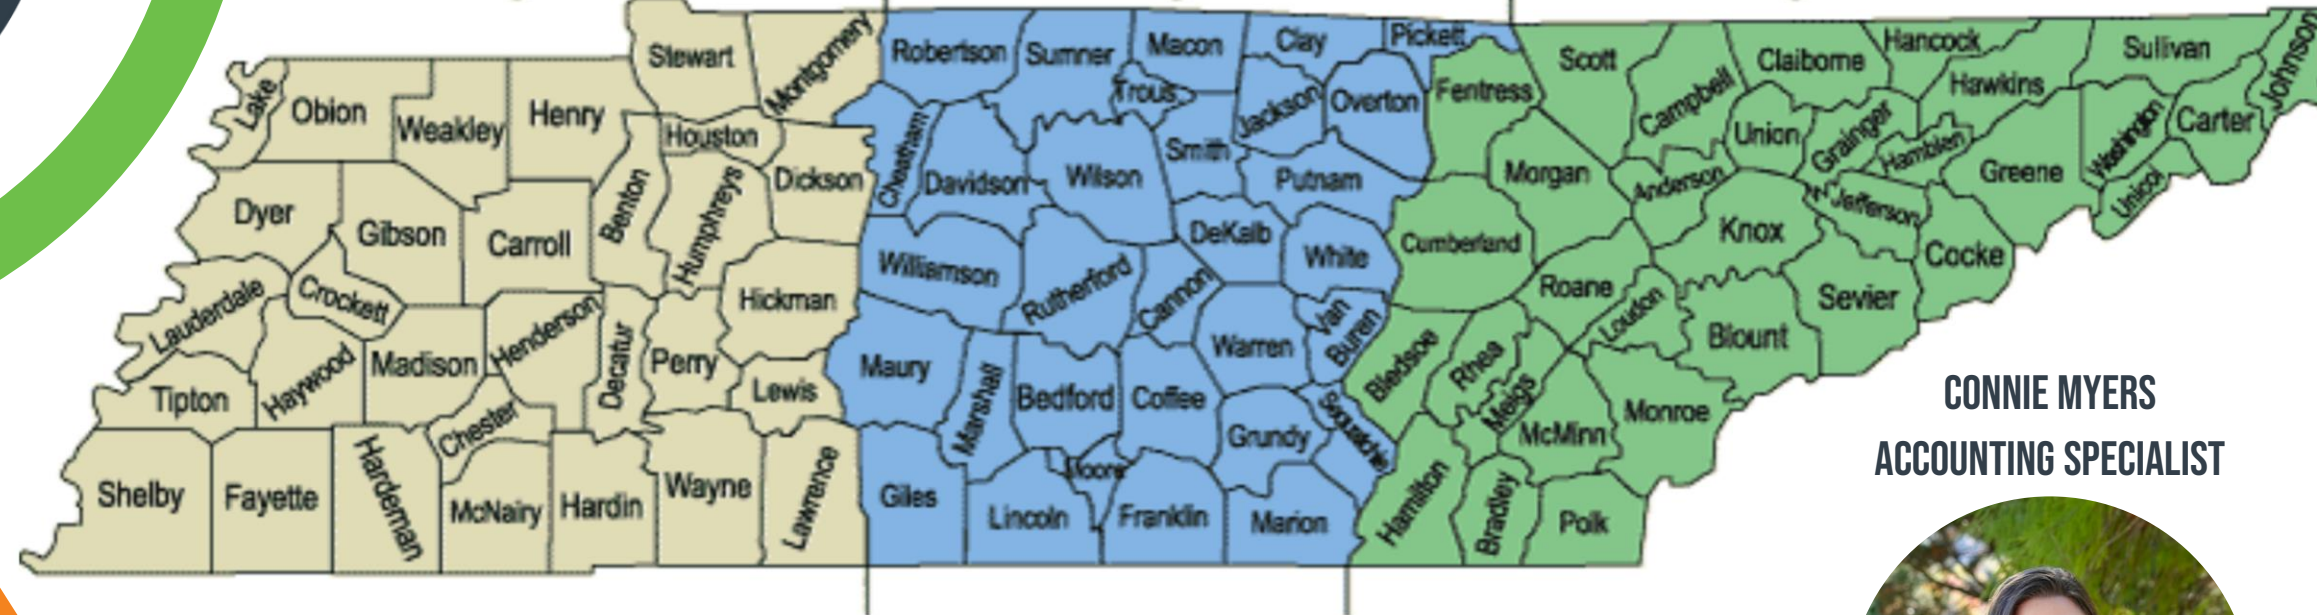 Stewart
Montgomery
Robertson
Sumner
Macon
Clay
Pickett
Scott
Campbell
Claiborne
Hancock
Hawkins
Sullivan
Johnson
Lake
Obion
Weakley
Henry
Houston
Dickson
Cheatham
Davidson
Wilson
Trous
Smith
Jackson
Overton
Fentress
Putnam
Morgan
Anderson
Union
Grainger
Hamblen
Jefferson
Greene
Washington
Unicoi
Carter
Dyer
Gibson
Carroll
Benton
Humphreys
Hickman
Williamson
Rutherford
Cannon
DeKalb
White
Cumberland
Roane
Loudon
Knox
Blount
Sevier
Cocke
Lauderdale
Crockett
Haywood
Madison
Henderson
Decatur
Perry
Lewis
Maury
Marshall
Bedford
Coffee
Warren
Van
Buren
Bledsoe
Rhea
Meigs
McMinn
Monroe
Tipton
Chester
Grundy
Sequatchie
Shelby
Fayette
Hardeman
McNairy
Hardin
Wayne
Lawrence
Giles
Lincoln
Moore
Franklin
Marion
Hamilton
Bradley
Polk
CONNIE MYERS
ACCOUNTING SPECIALIST